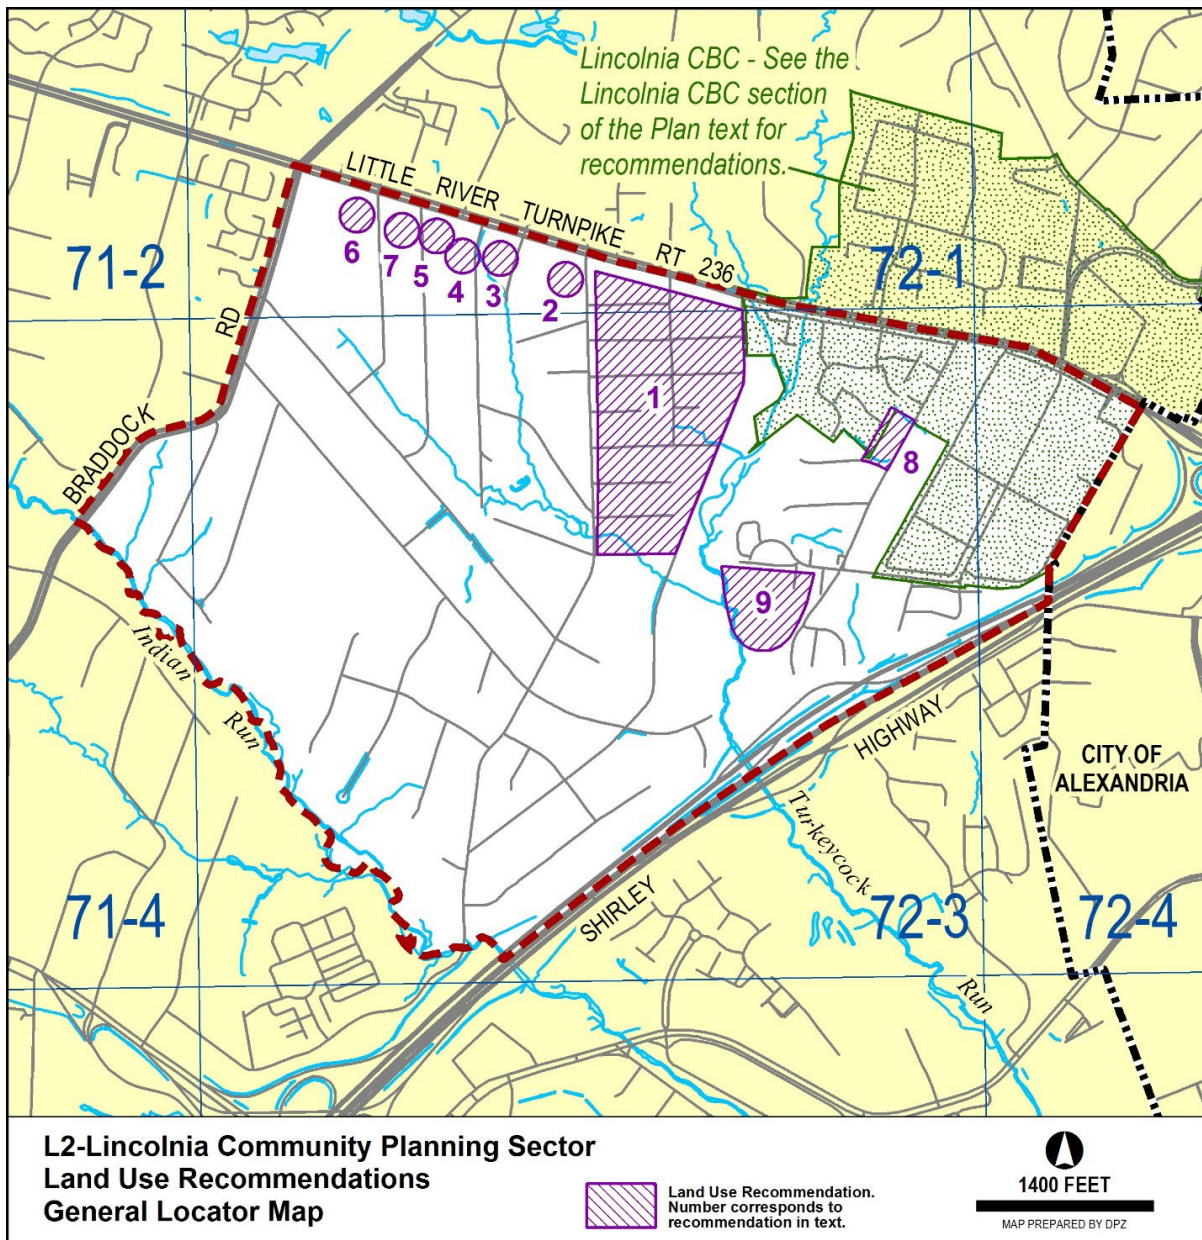 Lincolnia CBC - See the
Lincolnia CBC section
of the Plan text for
recommendations.
LITTLE RIVER TURNPIKE RT 236
71-2
72-1
6
7
5
4
3
2
1
8
9
BRADDOCK RD
Indian Run
HIGHWAY
SHIRLEY
CITY OF
ALEXANDRIA
Turkeycock Run
71-4
72-3
72-4
L2-Lincolnia Community Planning Sector
Land Use Recommendations
General Locator Map
Land Use Recommendation.
Number corresponds to
recommendation in text.
1400 FEET
MAP PREPARED BY DPZ